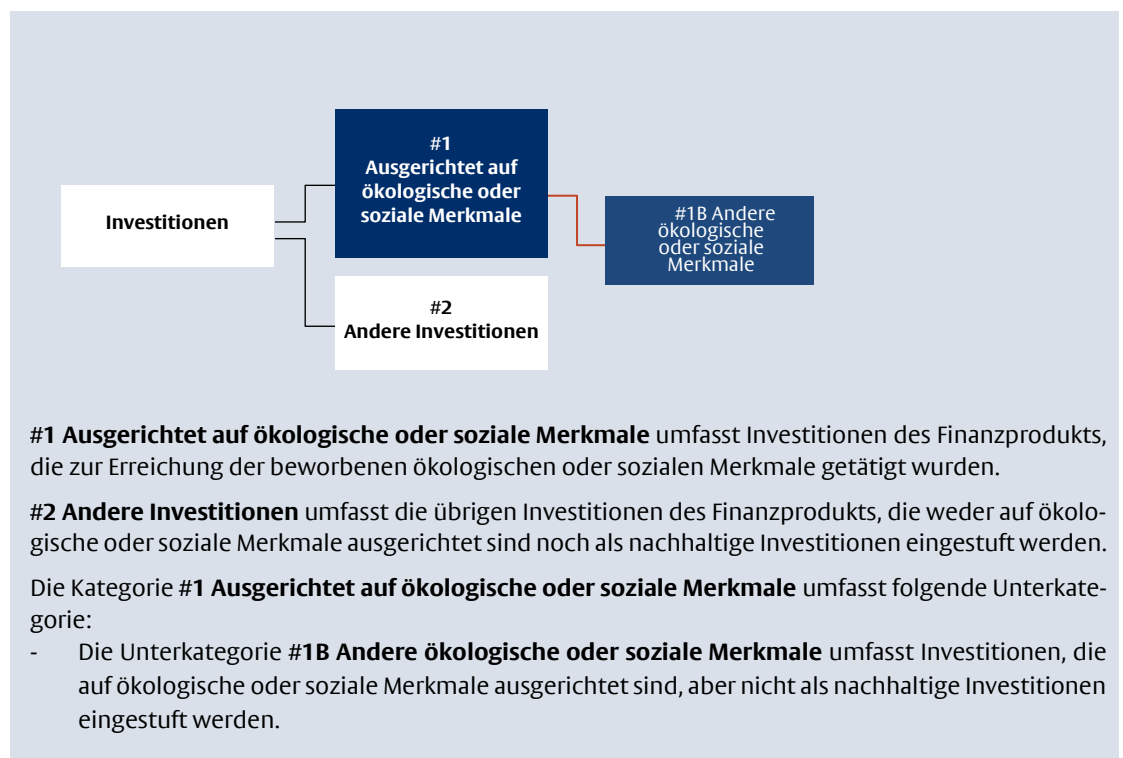 #1
Ausgerichtet auf
ökologische oder
soziale Merkmale
Investitionen
#1B Andere
ökologische
oder soziale
Merkmale
#2
Andere Investitionen
#1 Ausgerichtet auf ökologische oder soziale Merkmale umfasst Investitionen des Finanzprodukts,
die zur Erreichung der beworbenen ökologischen oder sozialen Merkmale getätigt wurden.
#2 Andere Investitionen umfasst die übrigen Investitionen des Finanzprodukts, die weder auf ökolo-
gische oder soziale Merkmale ausgerichtet sind noch als nachhaltige Investitionen eingestuft werden.
Die Kategorie #1 Ausgerichtet auf ökologische oder soziale Merkmale umfasst folgende Unterkate-
gorie:
- Die Unterkategorie #1B Andere ökologische oder soziale Merkmale umfasst Investitionen, die
auf ökologische oder soziale Merkmale ausgerichtet sind, aber nicht als nachhaltige Investitionen
eingestuft werden.